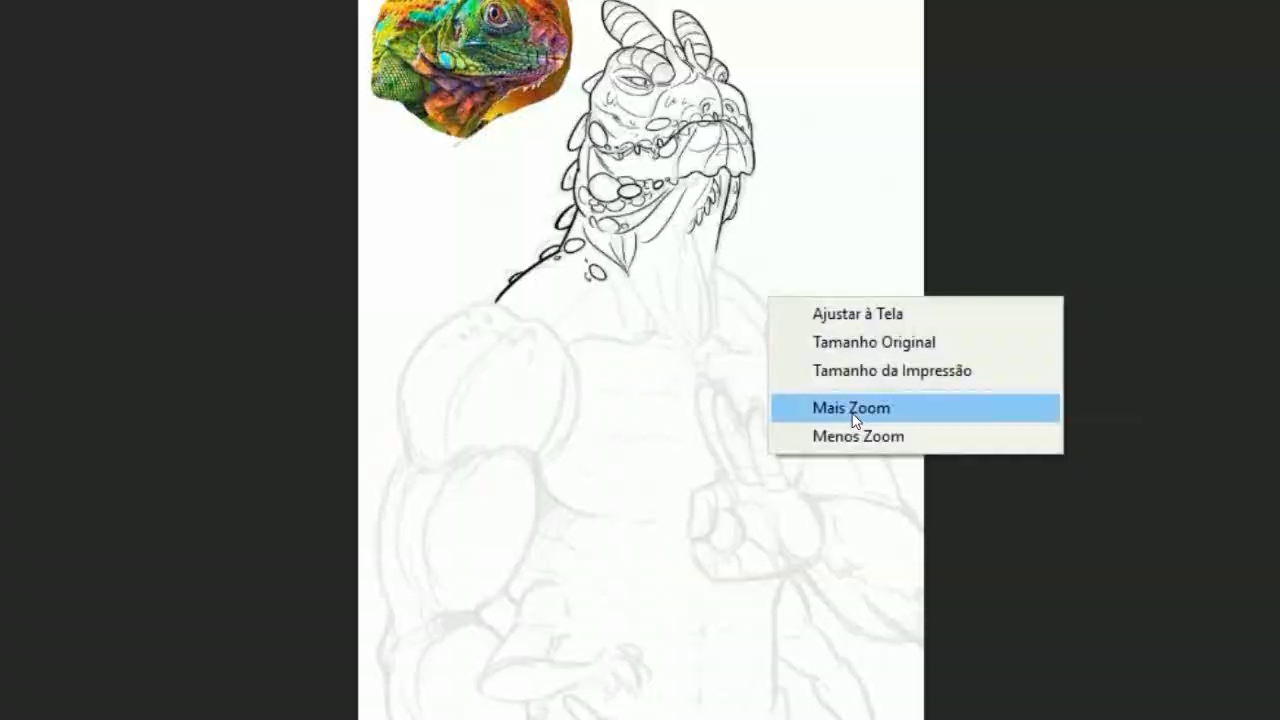 Ajustar à Tela
Tamanho Original
Tamanho da Impressão
Mais Zoom
Menos Zoom